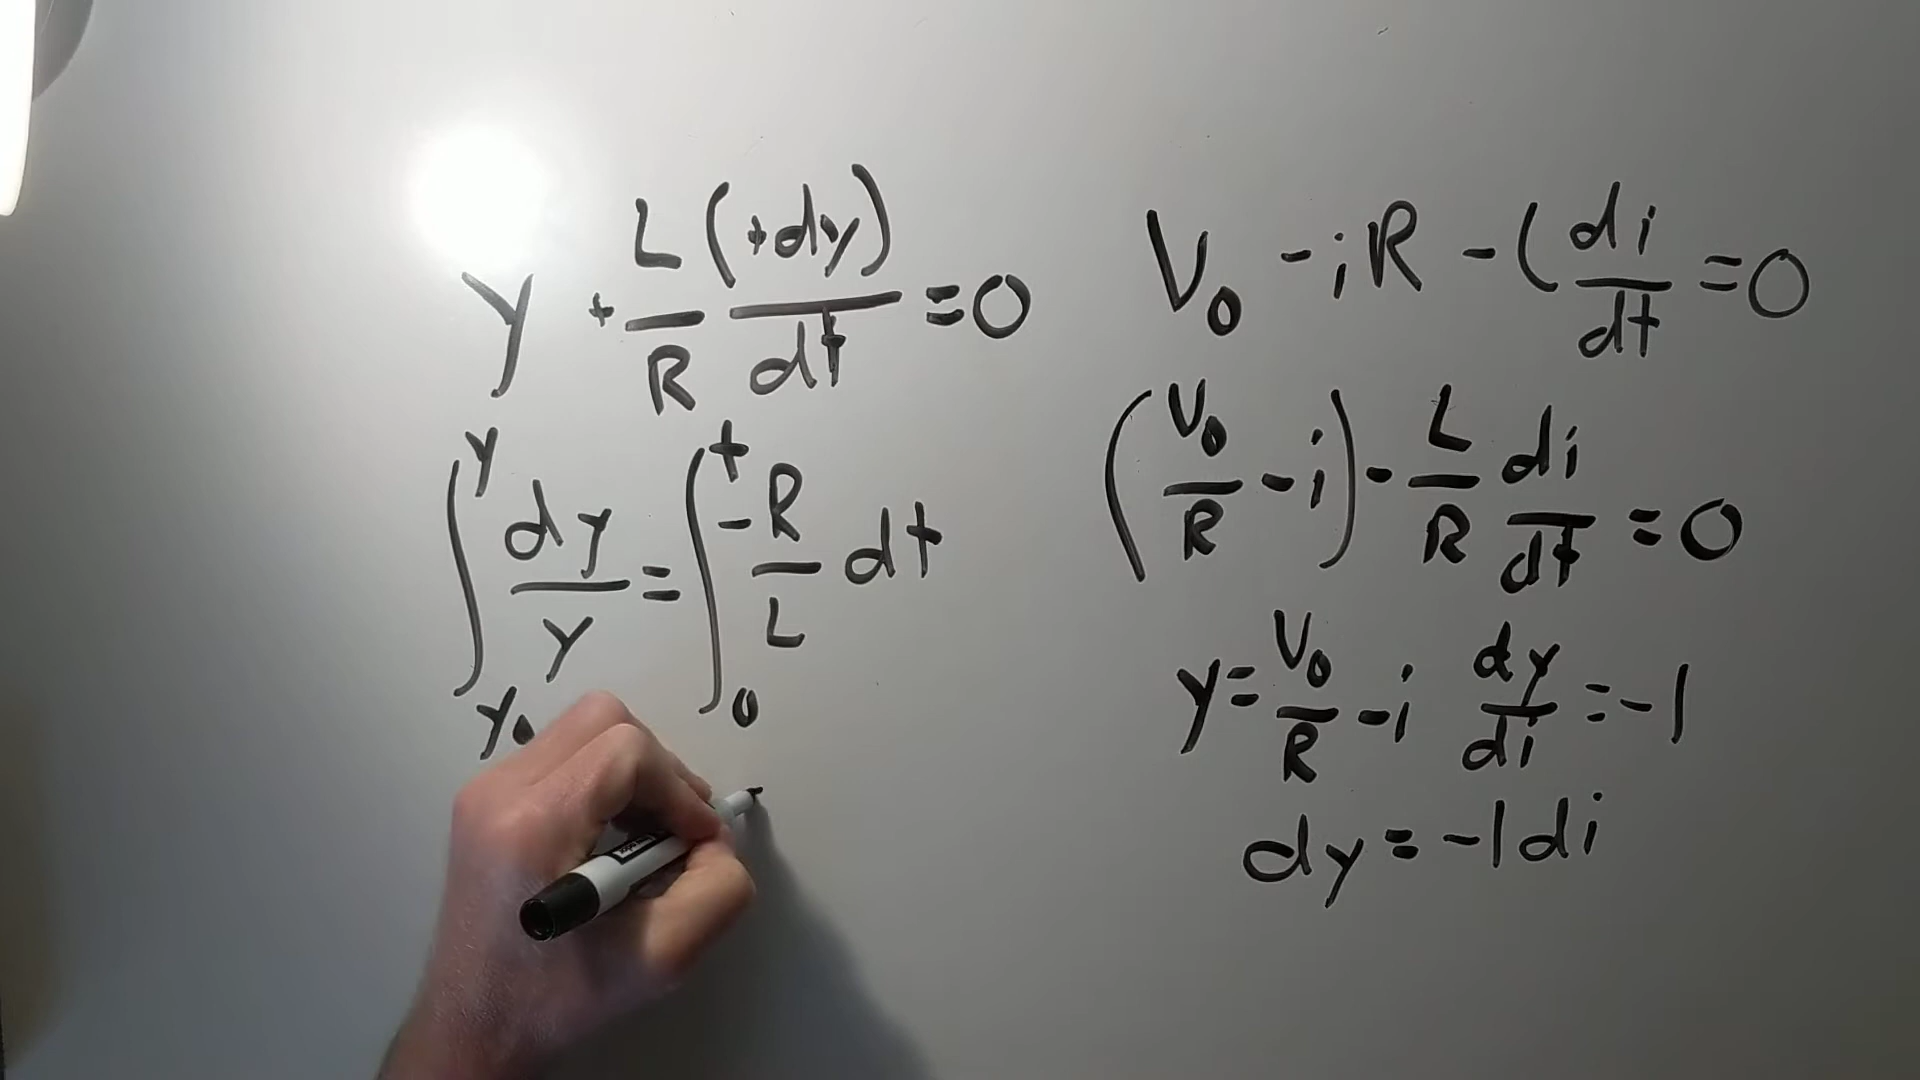 y + L/R (+dy)/dt = 0
∫_{y0}^{y} dy/y = ∫_{0}^{t} -R/L dt
V0 - iR - L di/dt = 0
(V0/R - i) - L/R di/dt = 0
y = V0/R - i dy/di = -1
dy = -1di